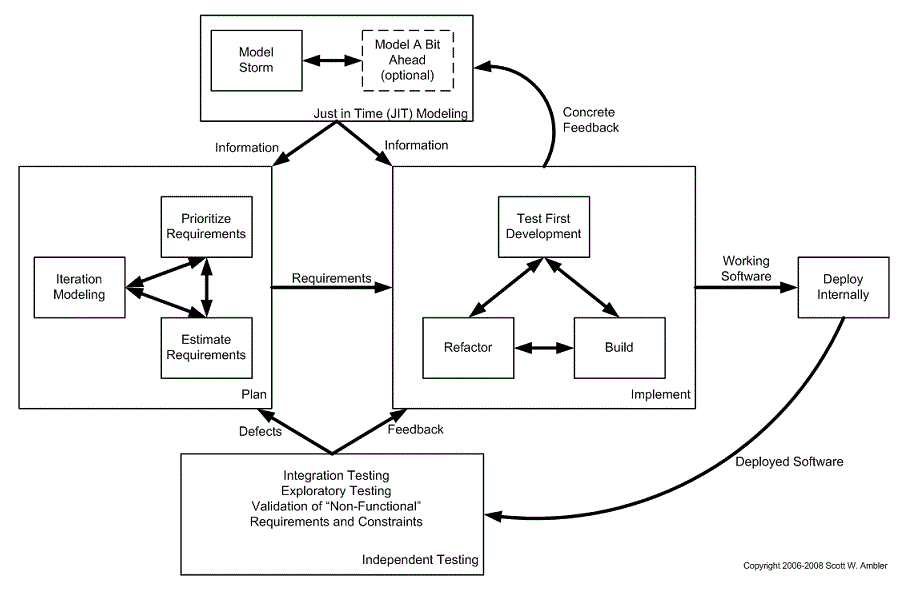 Model
Storm
Model A Bit
Ahead
(optional)
Just in Time (JIT) Modeling
Concrete
Feedback
Information
Information
Prioritize
Requirements
Iteration
Modeling
Estimate
Requirements
Plan
Requirements
Test First
Development
Refactor
Build
Implement
Working
Software
Deploy
Internally
Defects
Feedback
Deployed Software
Integration Testing
Exploratory Testing
Validation of “Non-Functional”
Requirements and Constraints
Independent Testing
Copyright 2006-2008 Scott W. Ambler